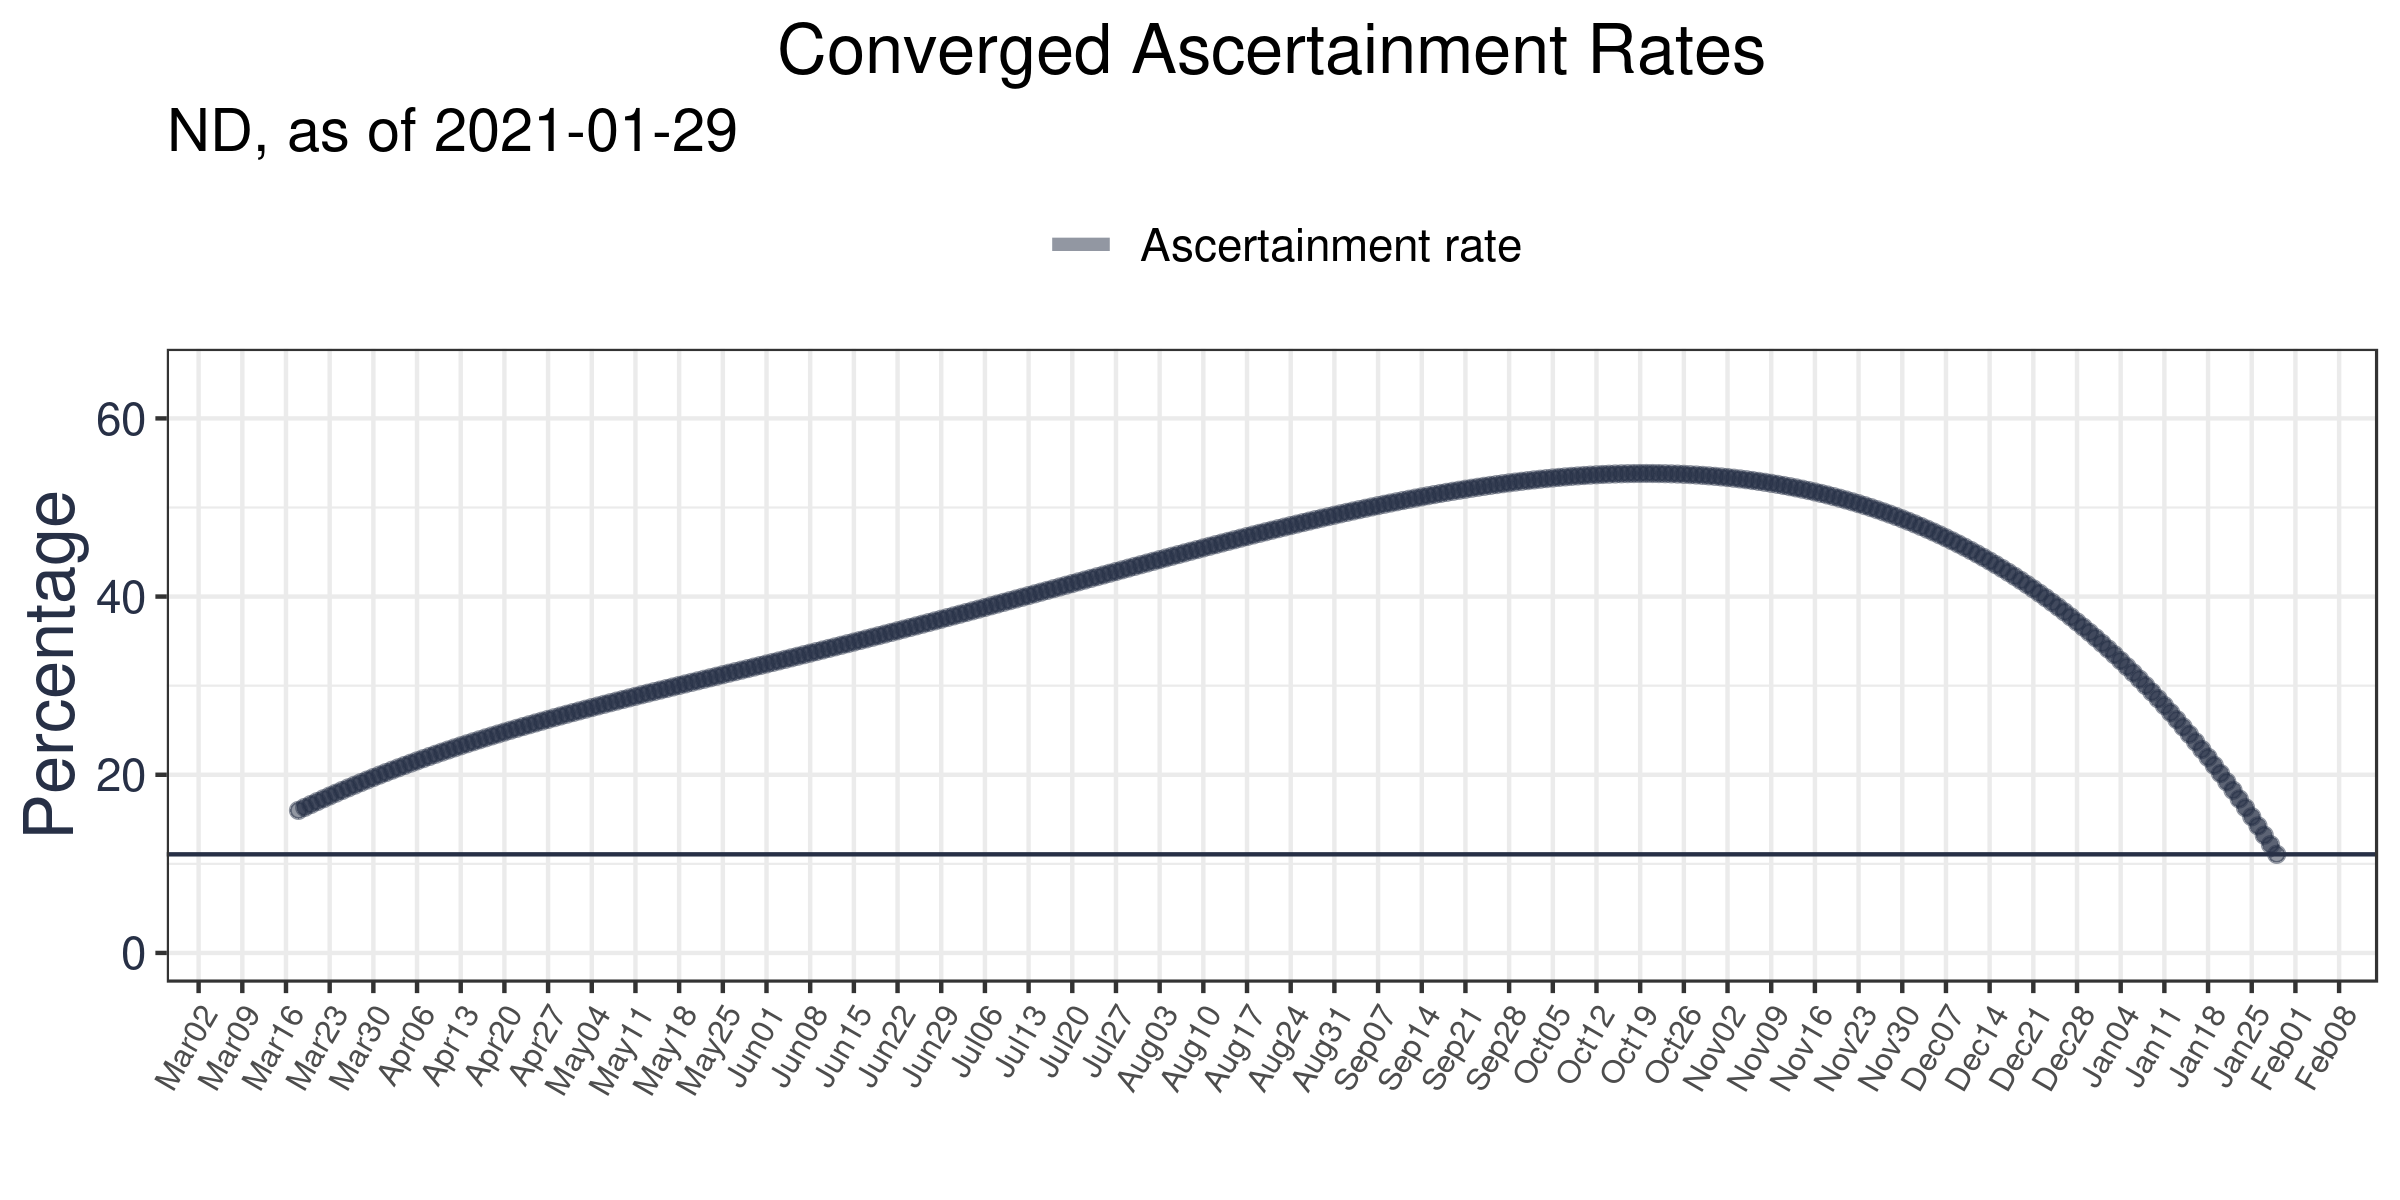 Converged Ascertainment Rates
ND, as of 2021-01-29
Ascertainment rate
Percentage
60
40
20
0
Mar02 Mar09 Mar16 Mar23 Mar30 Apr06 Apr13 Apr20 Apr27 May04 May11 May18 May25 Jun01 Jun08 Jun15 Jun22 Jun29 Jul06 Jul13 Jul20 Jul27 Aug03 Aug10 Aug17 Aug24 Aug31 Sep07 Sep14 Sep21 Sep28 Oct05 Oct12 Oct19 Oct26 Nov02 Nov09 Nov16 Nov23 Nov30 Dec07 Dec14 Dec21 Dec28 Jan04 Jan11 Jan18 Jan25 Feb01 Feb08